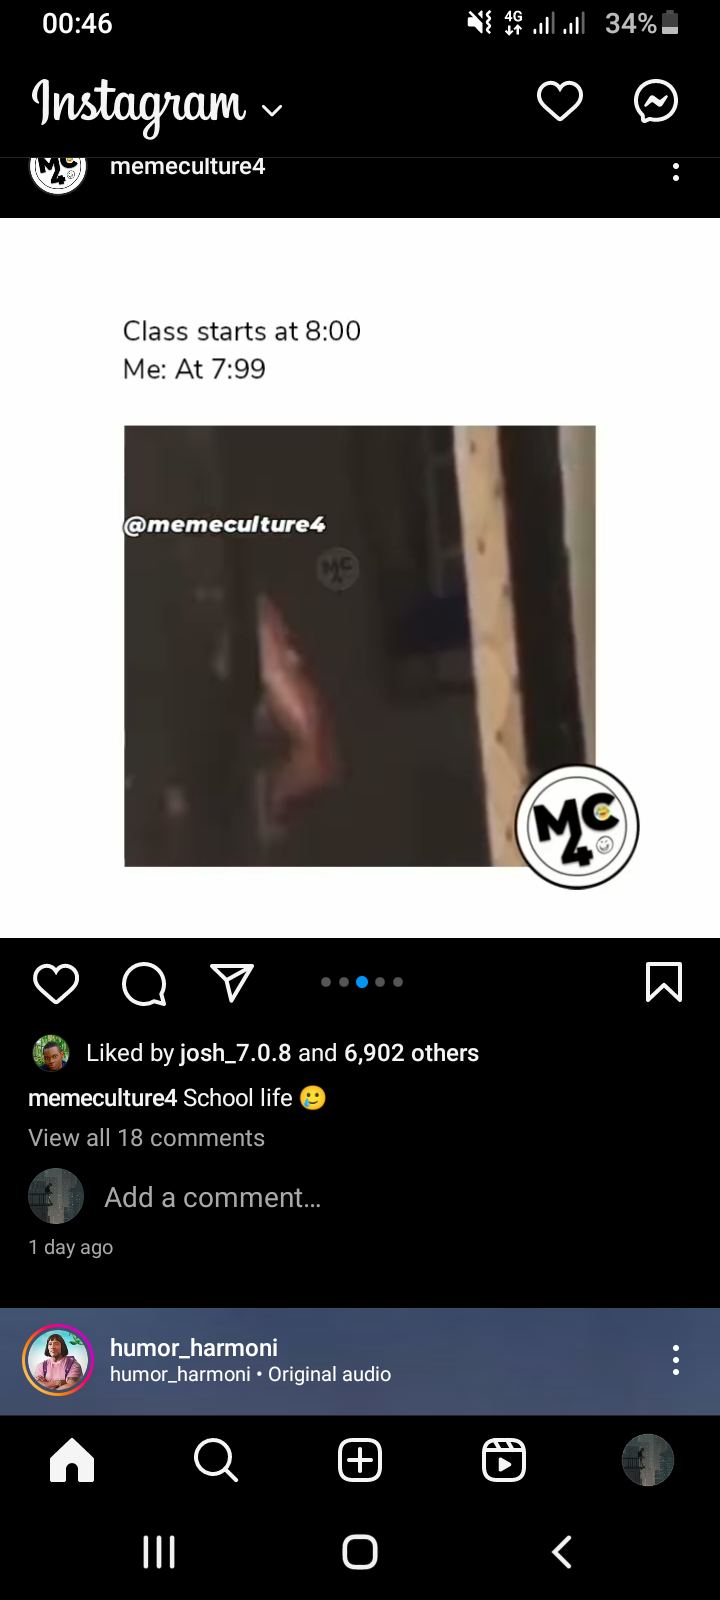 00:46
4G
34%
Instagram
MC
4
memeculture4
Class starts at 8:00
Me: At 7:99
@memeculture4
MC
4
MC
4
Liked by josh_7.0.8 and 6,902 others
memeculture4 School life 🥲
View all 18 comments
Add a comment...
1 day ago
humor_harmoni
humor_harmoni • Original audio